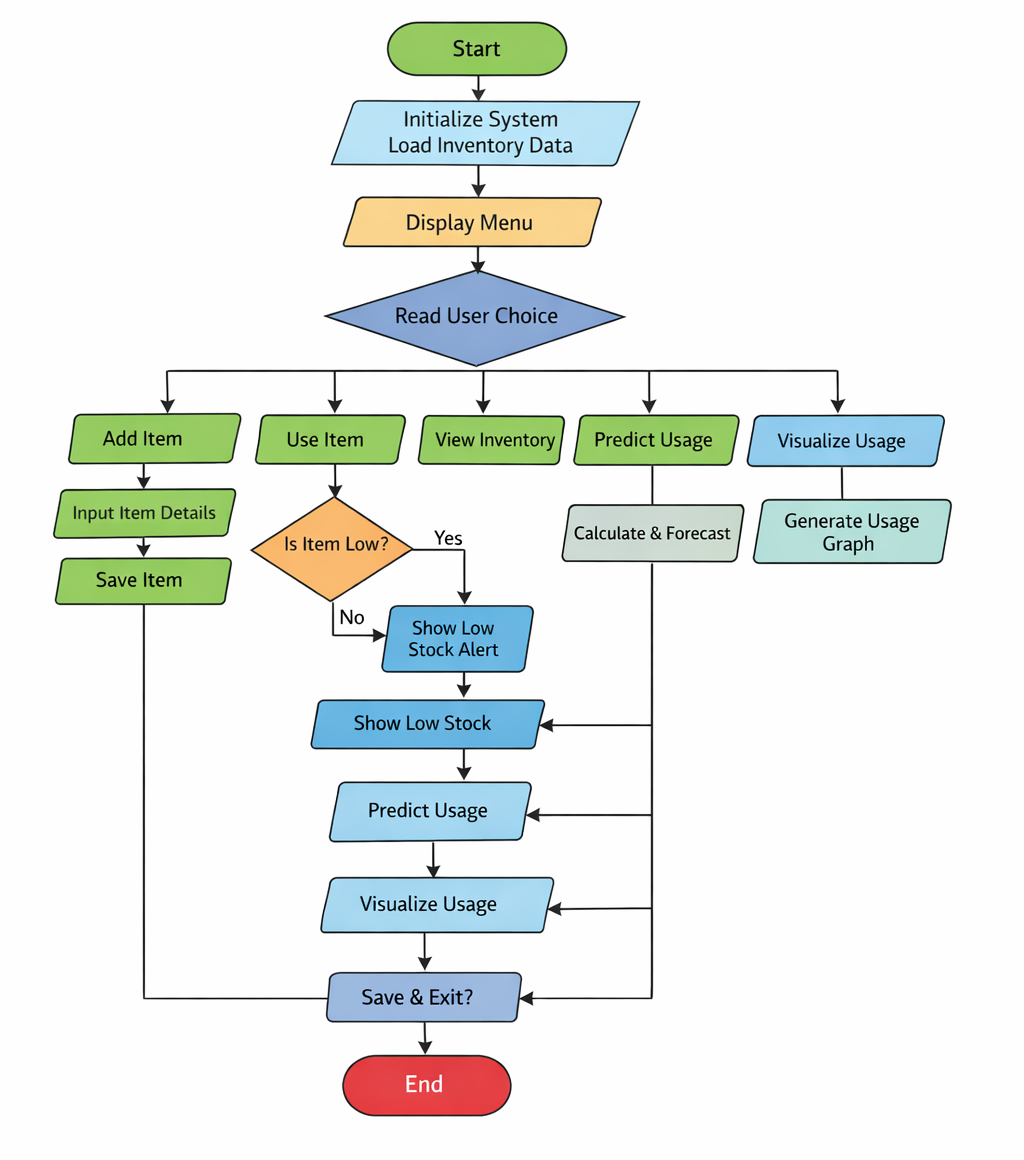 Start
Initialize System
Load Inventory Data
Display Menu
Read User Choice
Add Item
Use Item
View Inventory
Predict Usage
Visualize Usage
Input Item Details
Is Item Low?
Yes
Calculate & Forecast
Generate Usage
Graph
Save Item
No
Show Low
Stock Alert
Show Low Stock
Predict Usage
Visualize Usage
Save & Exit?
End